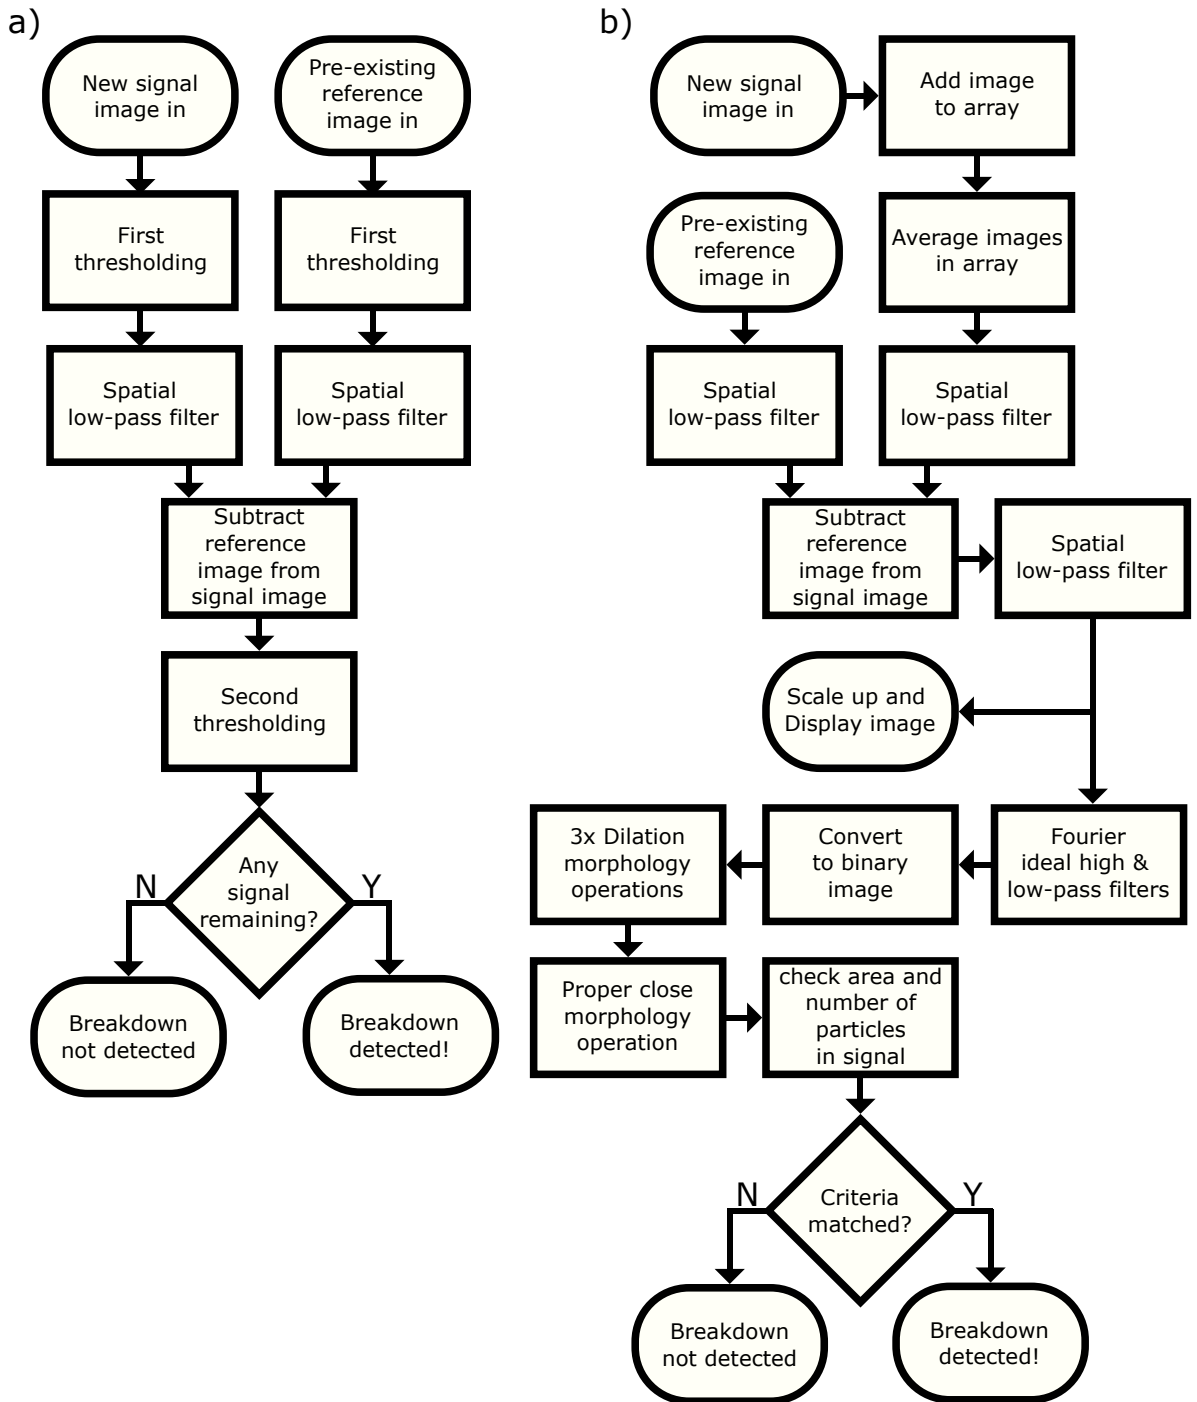 a)
New signal
image in
Pre-existing
reference
image in
First
thresholding
First
thresholding
Spatial
low-pass filter
Spatial
low-pass filter
Subtract
reference
image from
signal image
Second
thresholding
Any
signal
remaining?
N
Y
Breakdown
not detected
Breakdown
detected!
b)
New signal
image in
Add image
to array
Pre-existing
reference
image in
Average images
in array
Spatial
low-pass filter
Spatial
low-pass filter
Subtract
reference
image from
signal image
Spatial
low-pass filter
Scale up and
Display image
Fourier
ideal high &
low-pass filters
Convert
to binary
image
3x Dilation
morphology
operations
Proper close
morphology
operation
check area and
number of
particles
in signal
Criteria
matched?
N
Y
Breakdown
not detected
Breakdown
detected!